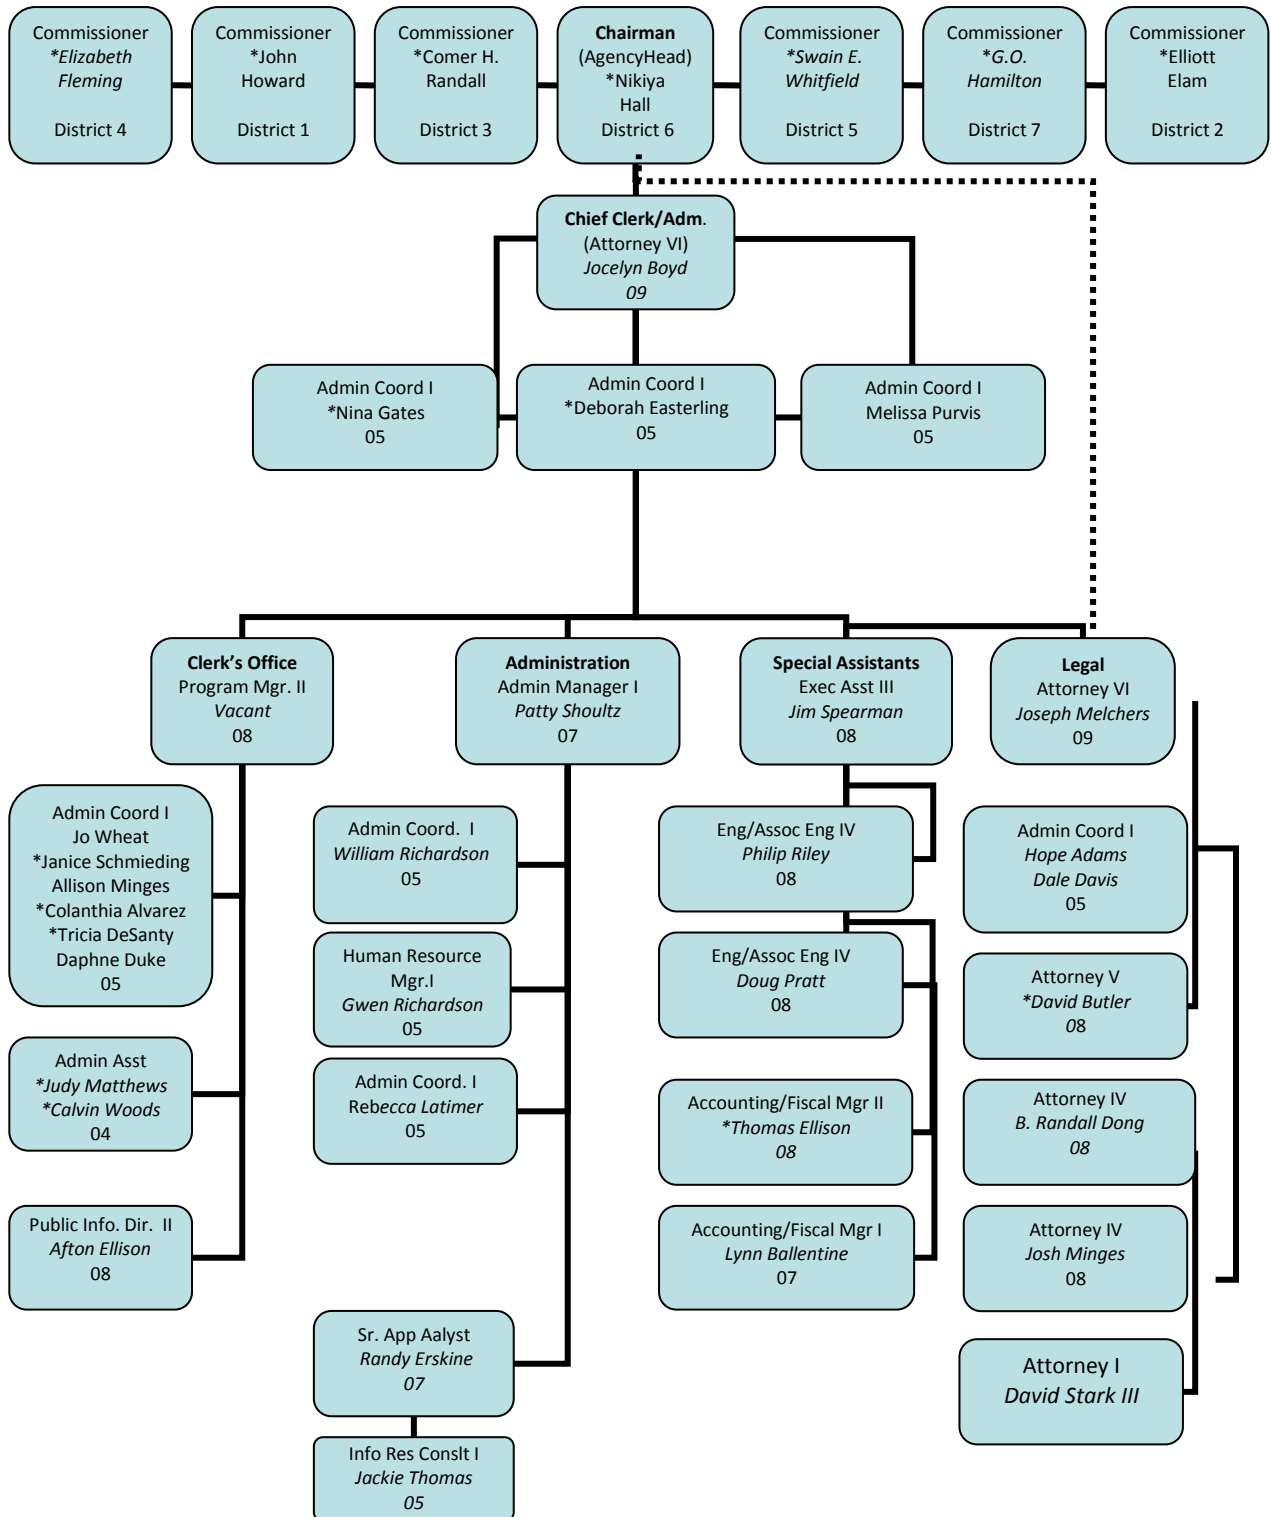 Commissioner
*Elizabeth
Fleming
District 4
Commissioner
*John
Howard
District 1
Commissioner
*Comer H.
Randall
District 3
Chairman
(AgencyHead)
*Nikiya
Hall
District 6
Commissioner
*Swain E.
Whitfield
District 5
Commissioner
*G.O.
Hamilton
District 7
Commissioner
*Elliott
Elam
District 2
Chief Clerk/Adm.
(Attorney VI)
Jocelyn Boyd
09
Admin Coord I
*Nina Gates
05
Admin Coord I
*Deborah Easterling
05
Admin Coord I
Melissa Purvis
05
Clerk's Office
Program Mgr. II
Vacant
08
Administration
Admin Manager I
Patty Shoultz
07
Special Assistants
Exec Asst III
Jim Spearman
08
Legal
Attorney VI
Joseph Melchers
09
Admin Coord I
Jo Wheat
*Janice Schmieding
Allison Minges
*Colanthia Alvarez
*Tricia DeSanty
Daphne Duke
05
Admin Asst
*Judy Matthews
*Calvin Woods
04
Public Info. Dir. II
Afton Ellison
08
Admin Coord. I
William Richardson
05
Human Resource
Mgr.I
Gwen Richardson
05
Admin Coord. I
Rebecca Latimer
05
Sr. App Aalyst
Randy Erskine
07
Info Res Conslt I
Jackie Thomas
05
Eng/Assoc Eng IV
Philip Riley
08
Eng/Assoc Eng IV
Doug Pratt
08
Accounting/Fiscal Mgr II
*Thomas Ellison
08
Accounting/Fiscal Mgr I
Lynn Ballentine
07
Admin Coord I
Hope Adams
Dale Davis
05
Attorney V
*David Butler
08
Attorney IV
B. Randall Dong
08
Attorney IV
Josh Minges
08
Attorney I
David Stark III